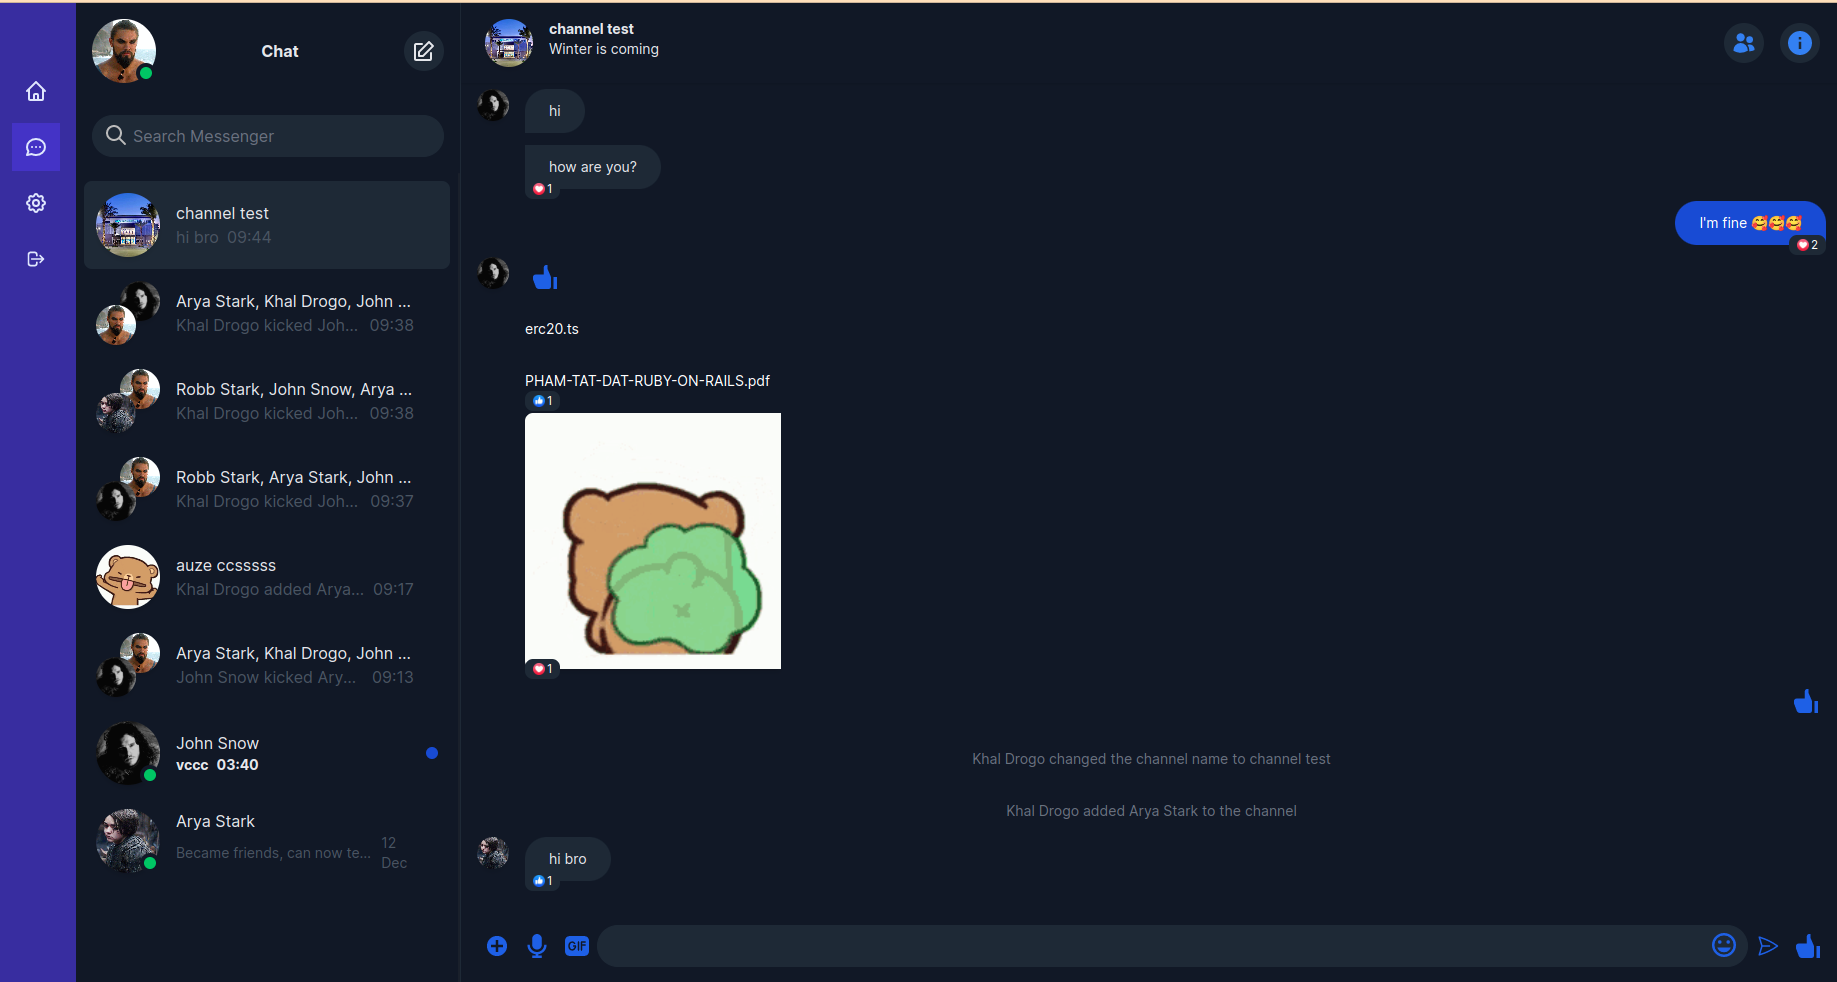 Chat
Search Messenger
channel test
hi bro 09:44
Arya Stark, Khal Drogo, John ...
Khal Drogo kicked Joh... 09:38
Robb Stark, John Snow, Arya ...
Khal Drogo kicked Joh... 09:38
Robb Stark, Arya Stark, John ...
Khal Drogo kicked Joh... 09:37
auze ccsssss
Khal Drogo added Arya... 09:17
Arya Stark, Khal Drogo, John ...
John Snow kicked Ary... 09:13
John Snow
vccc 03:40
Arya Stark
Became friends, can now te... 12 Dec
channel test
Winter is coming
hi
how are you?
1
I'm fine 🥰🥰🥰
2
erc20.ts
PHAM-TAT-DAT-RUBY-ON-RAILS.pdf
1
1
Khal Drogo changed the channel name to channel test
Khal Drogo added Arya Stark to the channel
hi bro
1
GIF